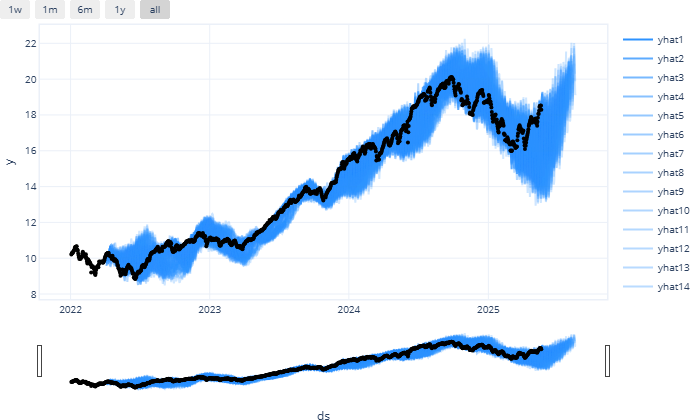 1w 1m 6m 1y all
22
20
18
16
14
12
10
8
y
2022 2023 2024 2025
yhat1
yhat2
yhat3
yhat4
yhat5
yhat6
yhat7
yhat8
yhat9
yhat10
yhat11
yhat12
yhat13
yhat14
ds